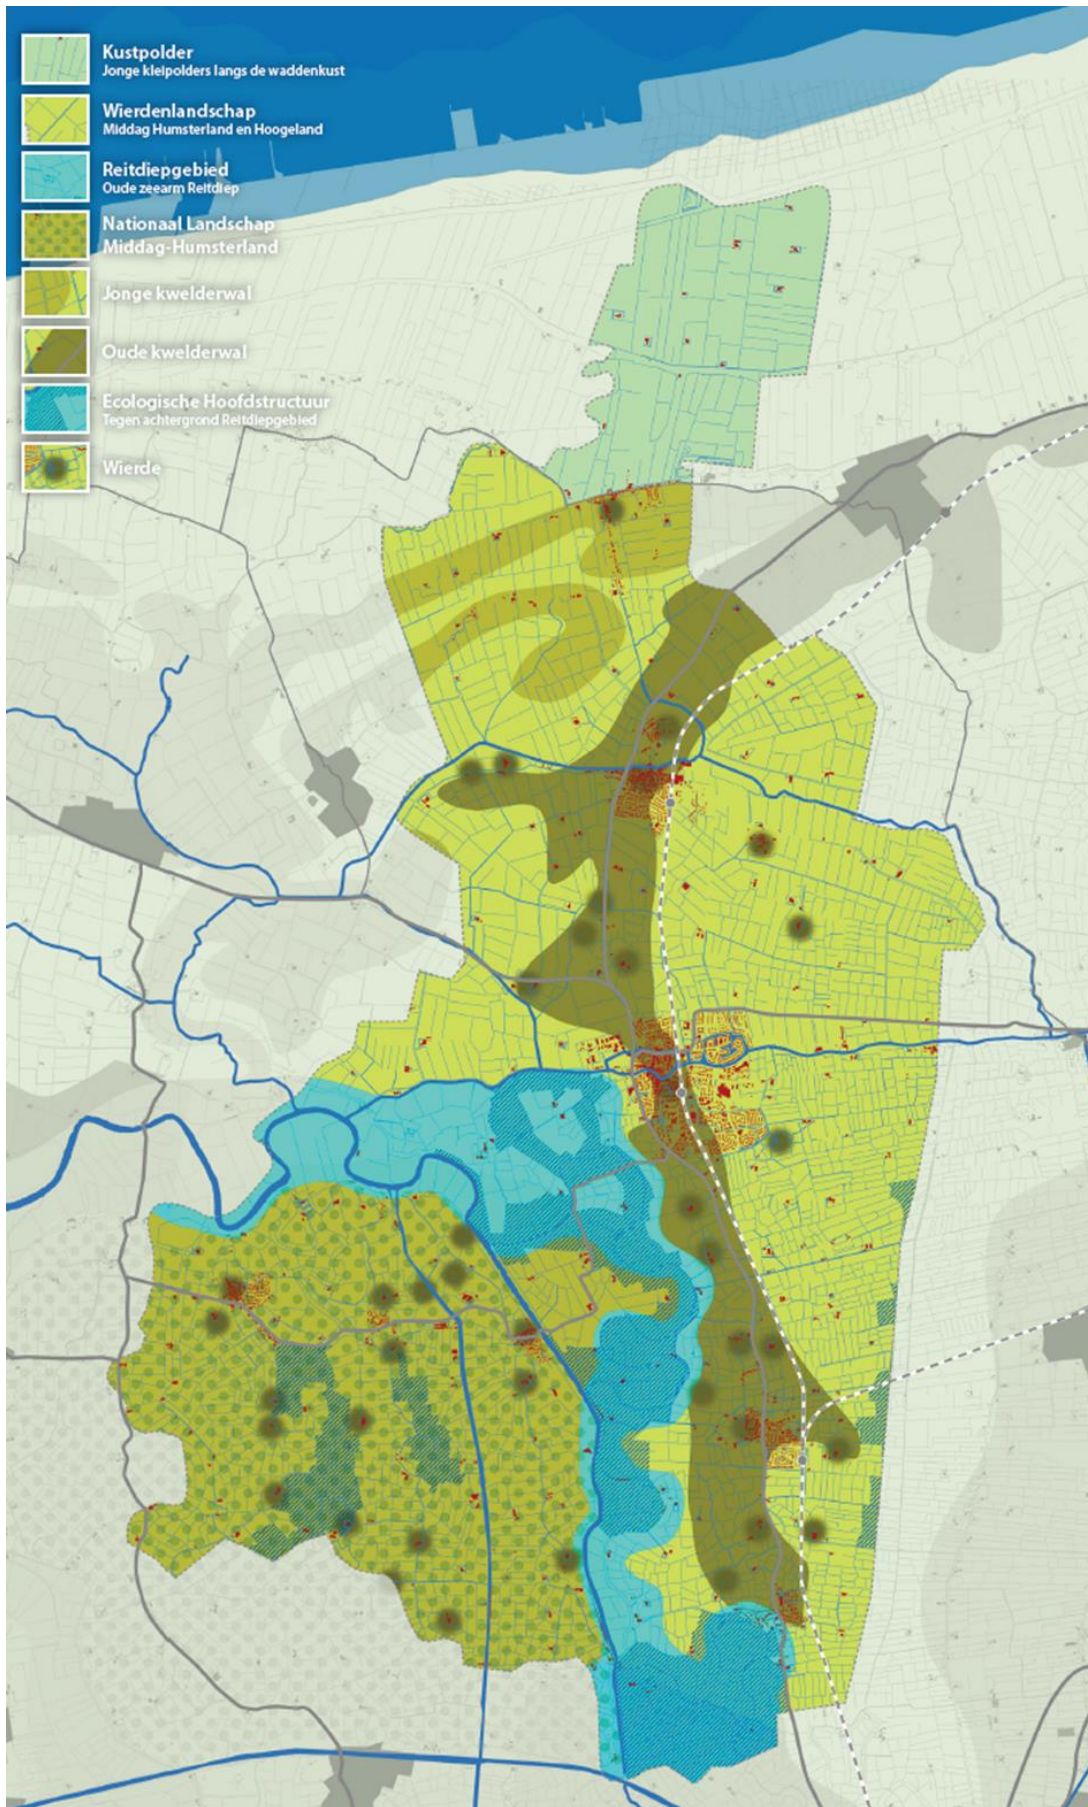 Kustpolder
Jonge kleipolders langs de waddenkust
Wierdenlandschap
Middag Humsterland en Hoogeland
Reitdiepgebied
Oude zeearm Reitdiep
Nationaal Landschap
Middag-Humsterland
Jonge kwelderwal
Oude kwelderwal
Ecologische Hoofdstructuur
Tegen achtergrond Reitdiepgebied
Wierde